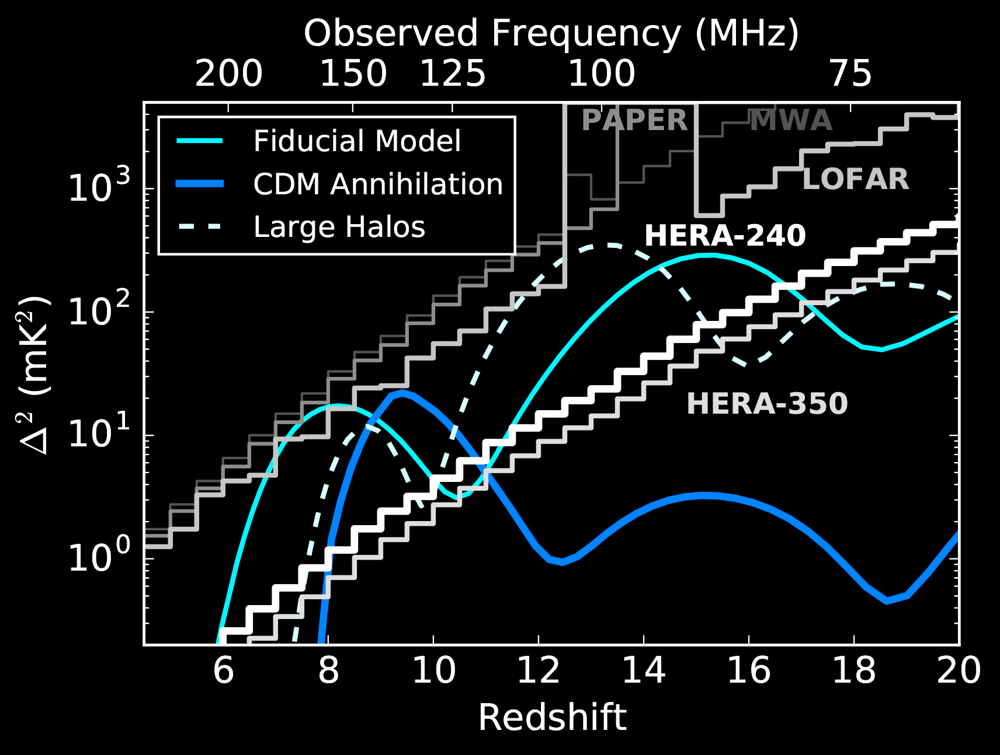 Observed Frequency (MHz)
200 150 125 100 75
PAPER MWA
Fiducial Model
CDM Annihilation
Large Halos
LOFAR
HERA-240
HERA-350
10³
10²
10¹
10⁰
Δ² (mK²)
6 8 10 12 14 16 18 20
Redshift